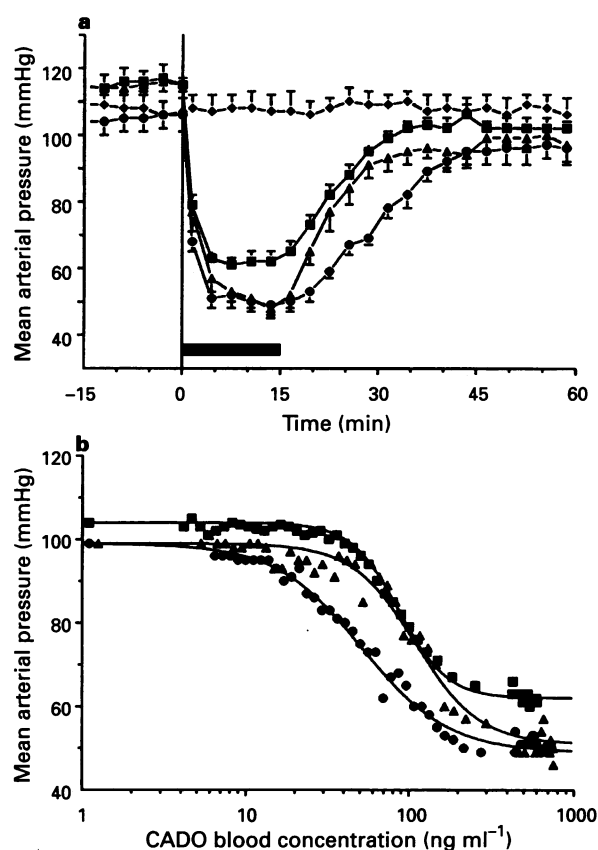 a
Mean arterial pressure (mmHg)
120
100
80
60
40
−15 0 15 30 45 60
Time (min)
b
Mean arterial pressure (mmHg)
120
100
80
60
40
1 10 100 1000
CADO blood concentration (ng ml⁻¹)